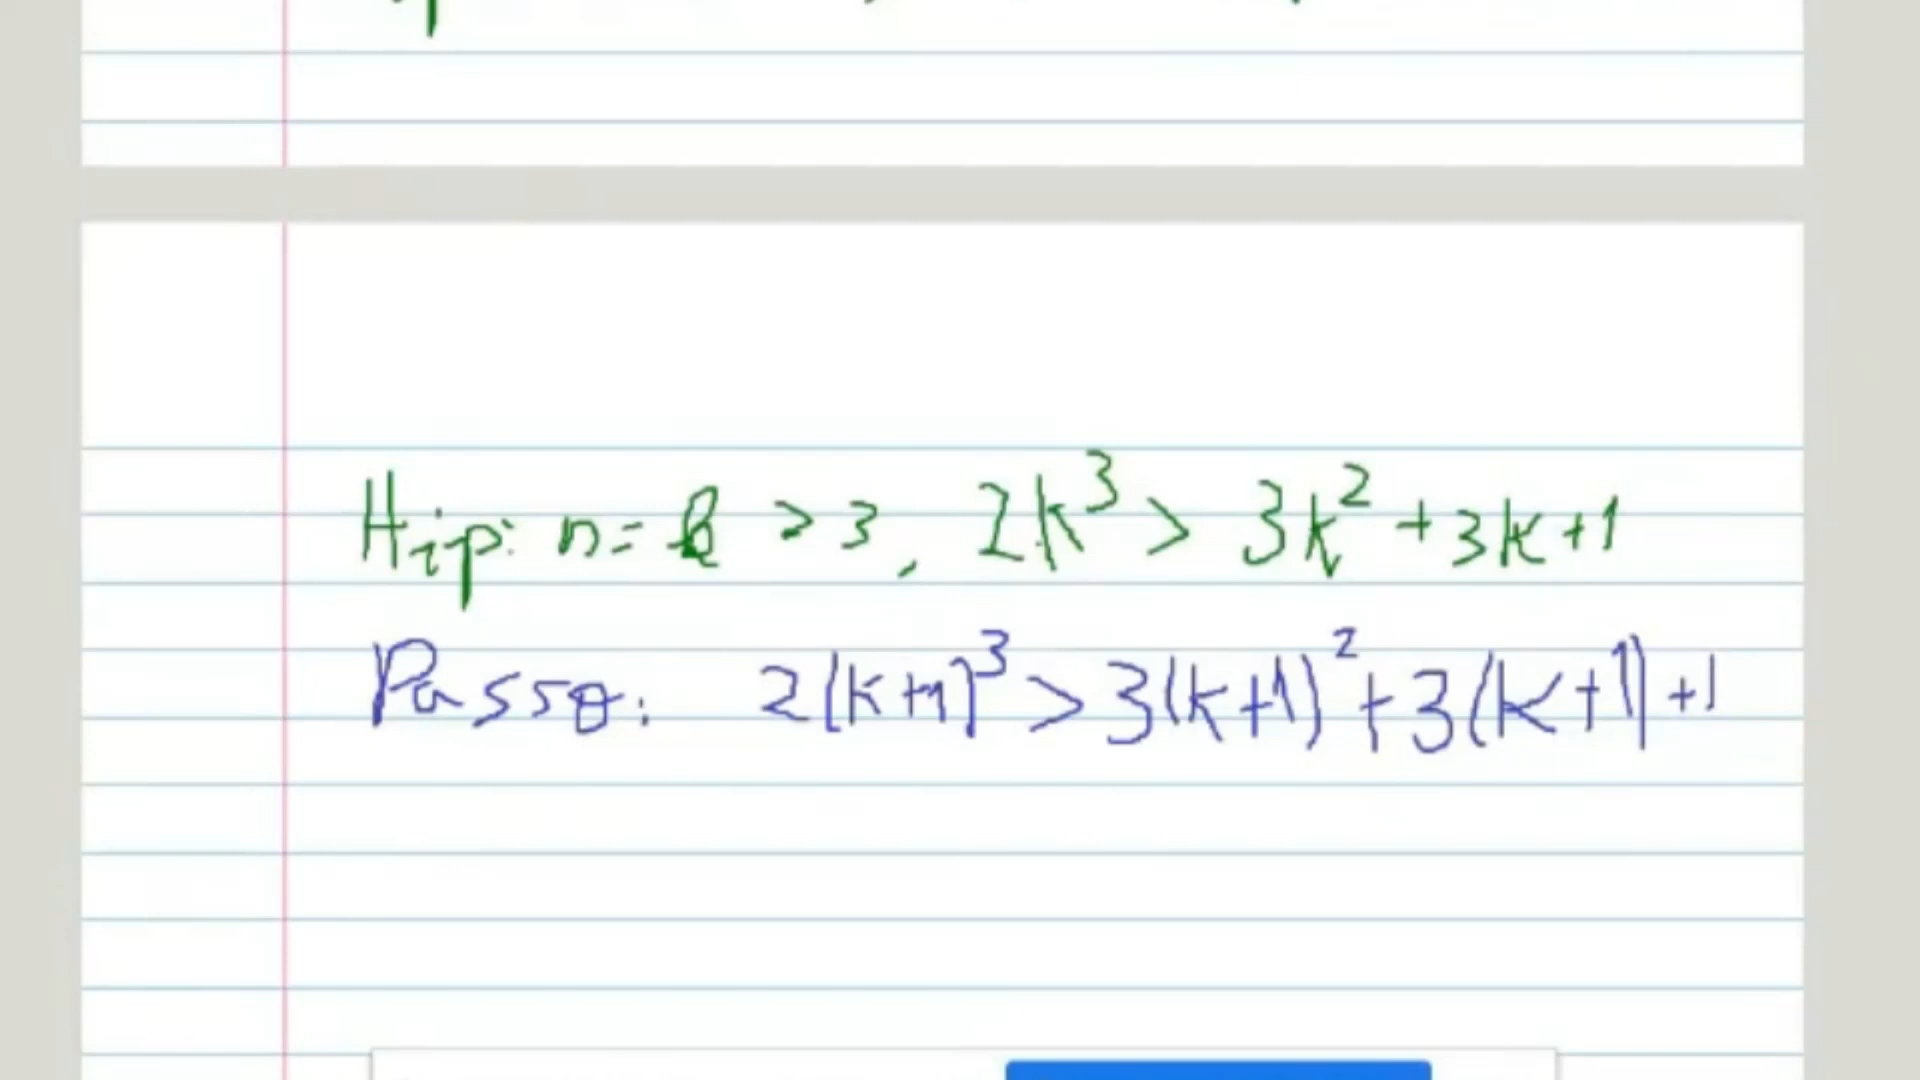 Hip: n = k > 3, 2k³ > 3k² + 3k + 1
Passo: 2(k+1)³ > 3(k+1)² + 3(k+1) + 1